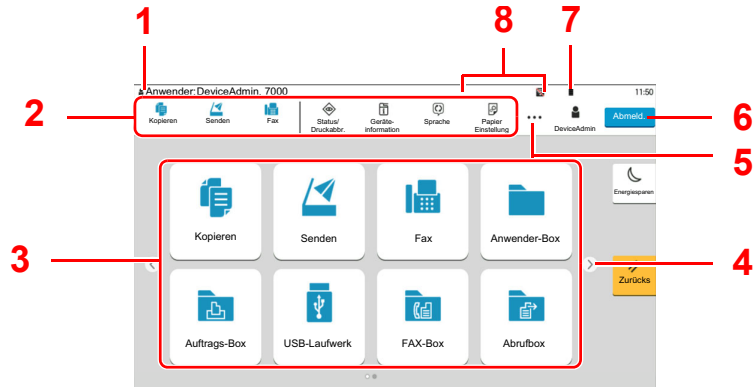 1
8
7
Anwender:DeviceAdmin. 7000
11:50
2
Kopieren
Senden
Fax
Status/
Druckabbr.
Geräte-
information
Sprache
Papier
Einstellung
DeviceAdmin
Abmeld.
6
5
Energiesparen
3
Kopieren
Senden
Fax
Anwender-Box
4
Zurücks
Auftrags-Box
USB-Laufwerk
FAX-Box
Abrufbox